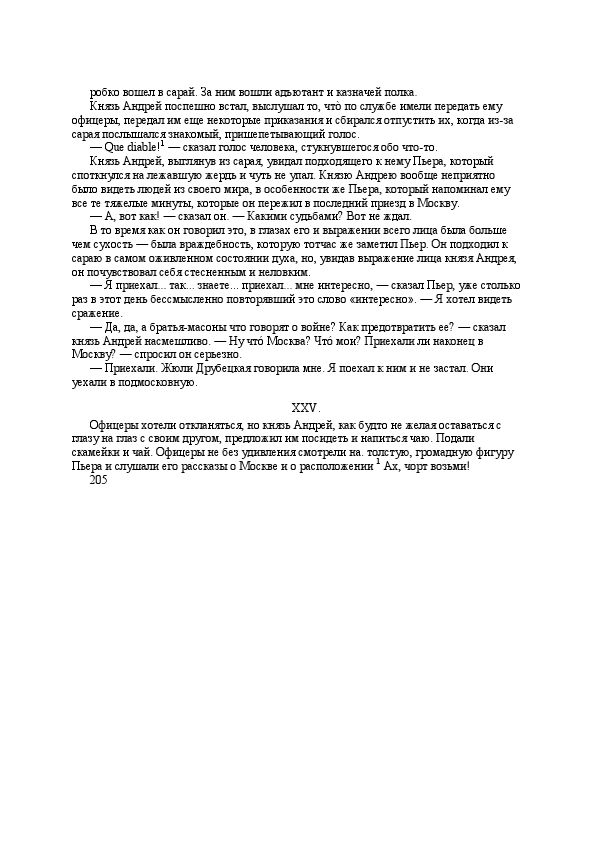 робко вошел в сарай. За ним вошли адъютант и казначей полка.
Князь Андрей поспешно встал, выслушал то, что̀ по службе имели передать ему
офицеры, передал им еще некоторые приказания и сбирался отпустить их, когда из-за
сарая послышался знакомый, пришепетывающий голос.
— Que diable!¹ — сказал голос человека, стукнувшегося обо что-то.
Князь Андрей, выглянув из сарая, увидал подходящего к нему Пьера, который
споткнулся на лежавшую жердь и чуть не упал. Князю Андрею вообще неприятно
было видеть людей из своего мира, в особенности же Пьера, который напоминал ему
все те тяжелые минуты, которые он пережил в последний приезд в Москву.
— А, вот как! — сказал он. — Какими судьбами? Вот не ждал.
В то время как он говорил это, в глазах его и выражении всего лица была больше
чем сухость — была враждебность, которую тотчас же заметил Пьер. Он подходил к
сараю в самом оживленном состоянии духа, но, увидав выражение лица князя Андрея,
он почувствовал себя стесненным и неловким.
— Я приехал... так... знаете... приехал... мне интересно, — сказал Пьер, уже столько
раз в этот день бессмысленно повторявший это слово «интересно». — Я хотел видеть
сражение.
— Да, да, а братья-масоны что говорят о войне? Как предотвратить ее? — сказал
князь Андрей насмешливо. — Ну что́ Москва? Что́ мои? Приехали ли наконец в
Москву? — спросил он серьезно.
— Приехали. Жюли Друбецкая говорила мне. Я поехал к ним и не застал. Они
уехали в подмосковную.
XXV.
Офицеры хотели откланяться, но князь Андрей, как будто не желая оставаться с
глазу на глаз с своим другом, предложил им посидеть и напиться чаю. Подали
скамейки и чай. Офицеры не без удивления смотрели на. толстую, громадную фигуру
Пьера и слушали его рассказы о Москве и о расположении ¹ Ах, чорт возьми!
205